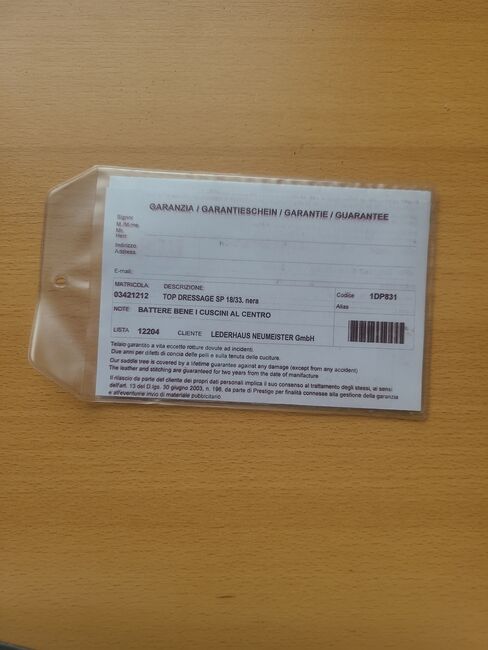 GARANZIA / GARANTIESCHEIN / GARANTIE / GUARANTEE
Signori
M./M.me.
Mr.
Herr.
Indirizzo.
Address.
E-mail:
MATRICOLA: DESCRIZIONE:
03421212 TOP DRESSAGE SP 18/33. nera
Codice 1DP831
Alias
NOTE BATTERE BENE I CUSCINI AL CENTRO
LISTA 12204 CLIENTE LEDERHAUS NEUMEISTER GmbH
Telaio garantito a vita eccetto rotture dovute ad incidenti.
Due anni per difetti di concia delle pelli e sulla tenuta delle cuciture.
Our saddle tree is covered by a lifetime guarantee against any damage (except from any accident)
The leather and stitching are guaranteed for two years from the date of manifacture
Il rilascio da parte del cliente dei propri dati personali implica il suo consenso al trattamento degli stessi, ai sensi
dell'art. 13 del D.lgs. 30 giugno 2003, n. 196, da parte di Prestige per finalità connesse alla gestione della garanzia
e all'eventurne invio di materiale pubblicitario.